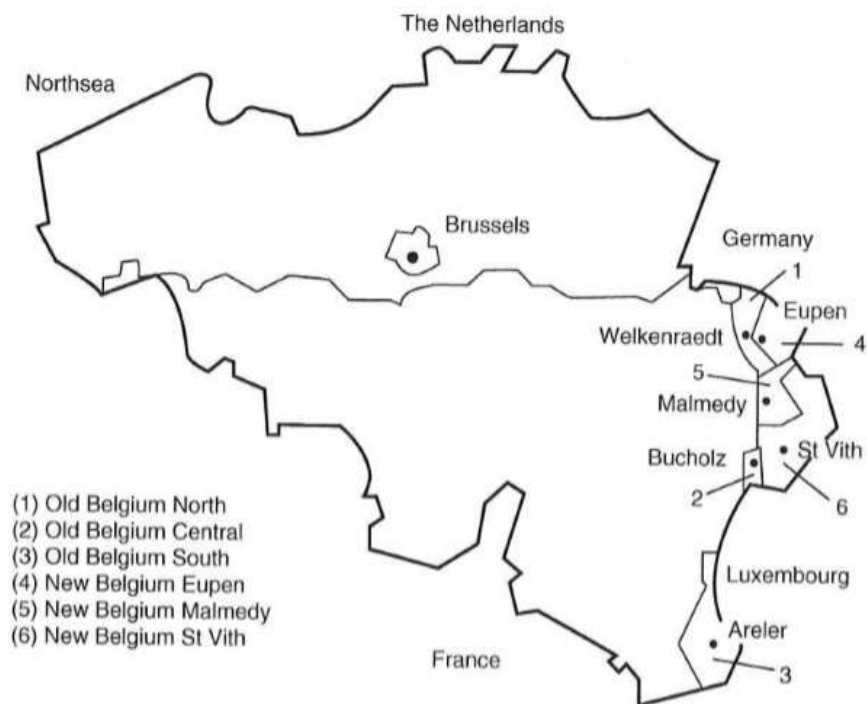 The Netherlands
Northsea
Brussels
Germany
1
Eupen
Welkenraedt
4
5
Malmedy
Bucholz
St Vith
2
6
(1) Old Belgium North
(2) Old Belgium Central
(3) Old Belgium South
(4) New Belgium Eupen
(5) New Belgium Malmedy
(6) New Belgium St Vith
Luxembourg
Areler
France
3